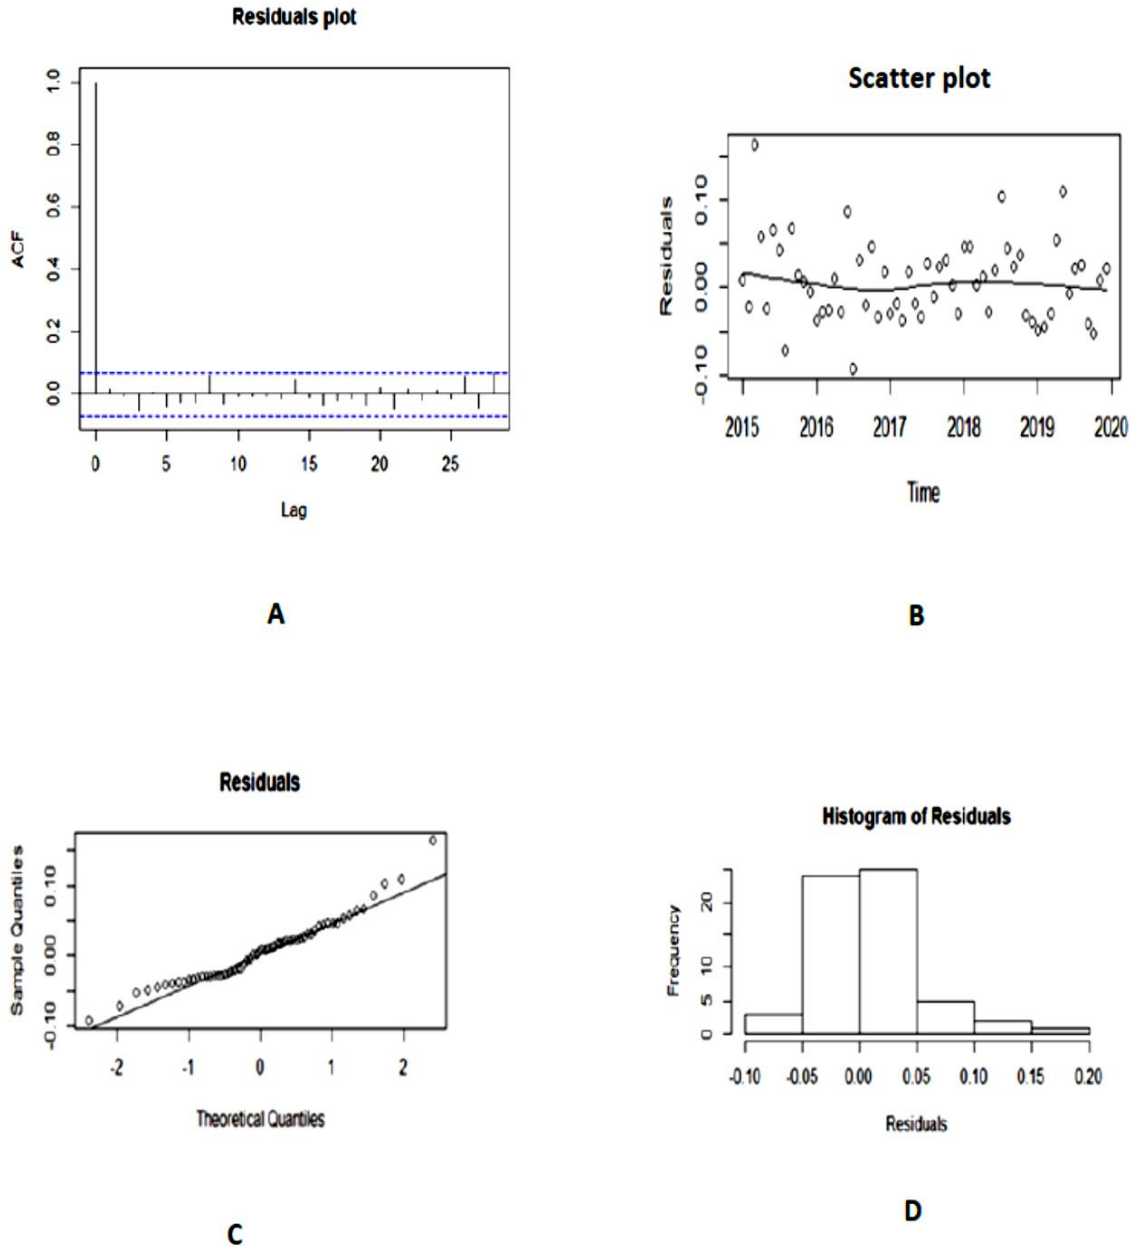 Residuals plot
ACF
1.0
0.8
0.6
0.4
0.2
0.0
0 5 10 15 20 25
Lag
A
Scatter plot
Residuals
0.10
0.00
-0.10
2015 2016 2017 2018 2019 2020
Time
B
Residuals
Sample Quantiles
0.10
0.00
-0.10
-2 -1 0 1 2
Theoretical Quantiles
C
Histogram of Residuals
Frequency
20
10
5
0
-0.10 -0.05 0.00 0.05 0.10 0.15 0.20
Residuals
D